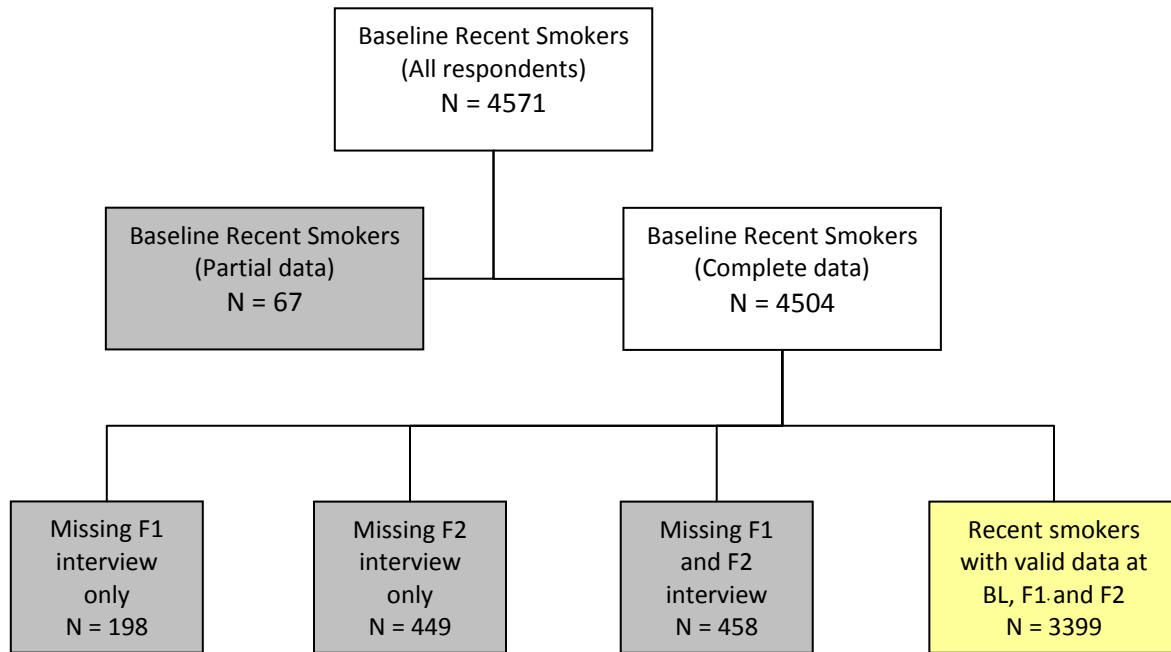 Baseline Recent Smokers
(All respondents)
N = 4571
Baseline Recent Smokers
(Partial data)
N = 67
Baseline Recent Smokers
(Complete data)
N = 4504
Missing F1
interview
only
N = 198
Missing F2
interview
only
N = 449
Missing F1
and F2
interview
N = 458
Recent smokers
with valid data at
BL, F1 and F2
N = 3399